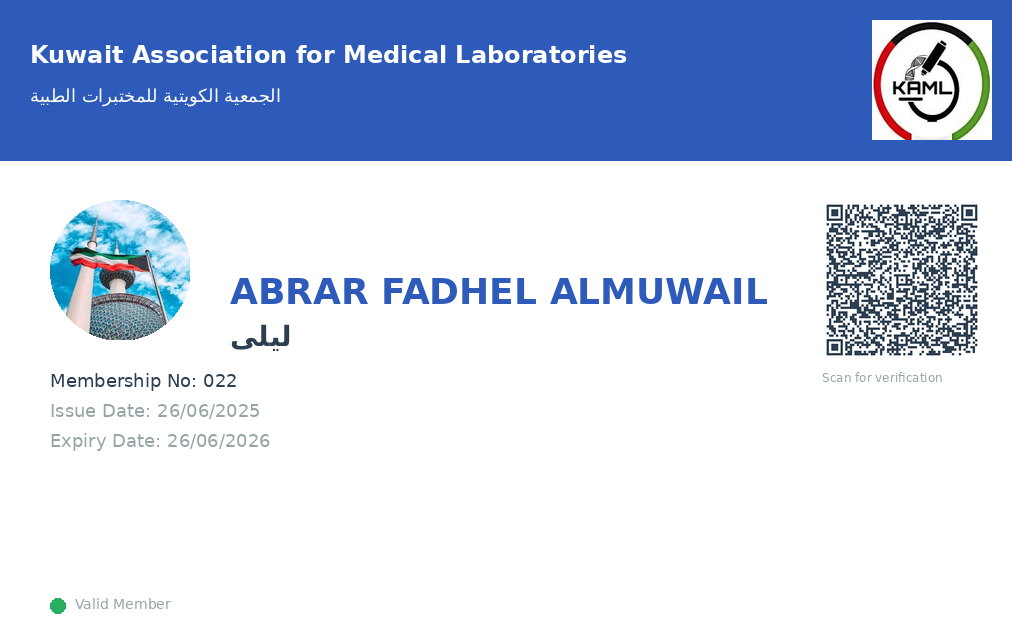 Kuwait Association for Medical Laboratories
الجمعية الكويتية للمختبرات الطبية
KAML
ABRAR FADHEL ALMUWAIL
ليلى
Membership No: 022
Issue Date: 26/06/2025
Expiry Date: 26/06/2026
Scan for verification
Valid Member